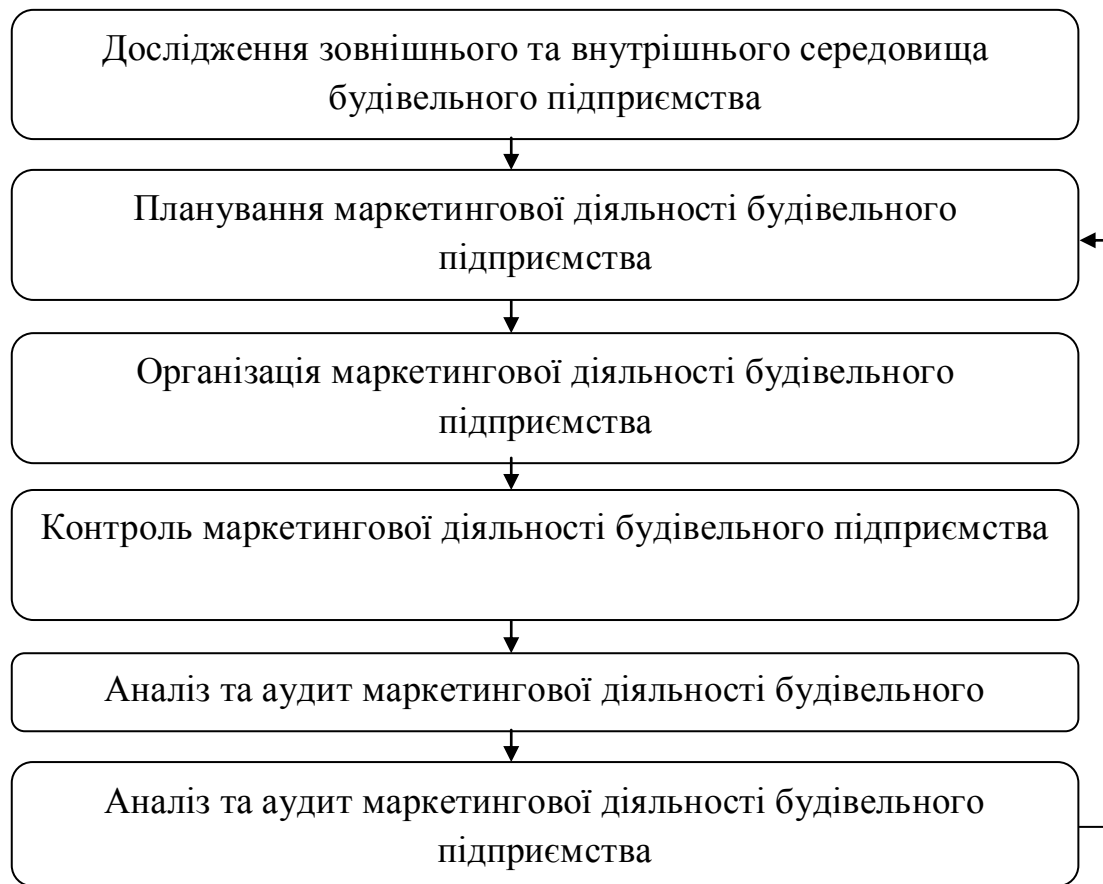 Дослідження зовнішнього та внутрішнього середовища
будівельного підприємства
Планування маркетингової діяльності будівельного
підприємства
Організація маркетингової діяльності будівельного
підприємства
Контроль маркетингової діяльності будівельного підприємства
Аналіз та аудит маркетингової діяльності будівельного
Аналіз та аудит маркетингової діяльності будівельного
підприємства